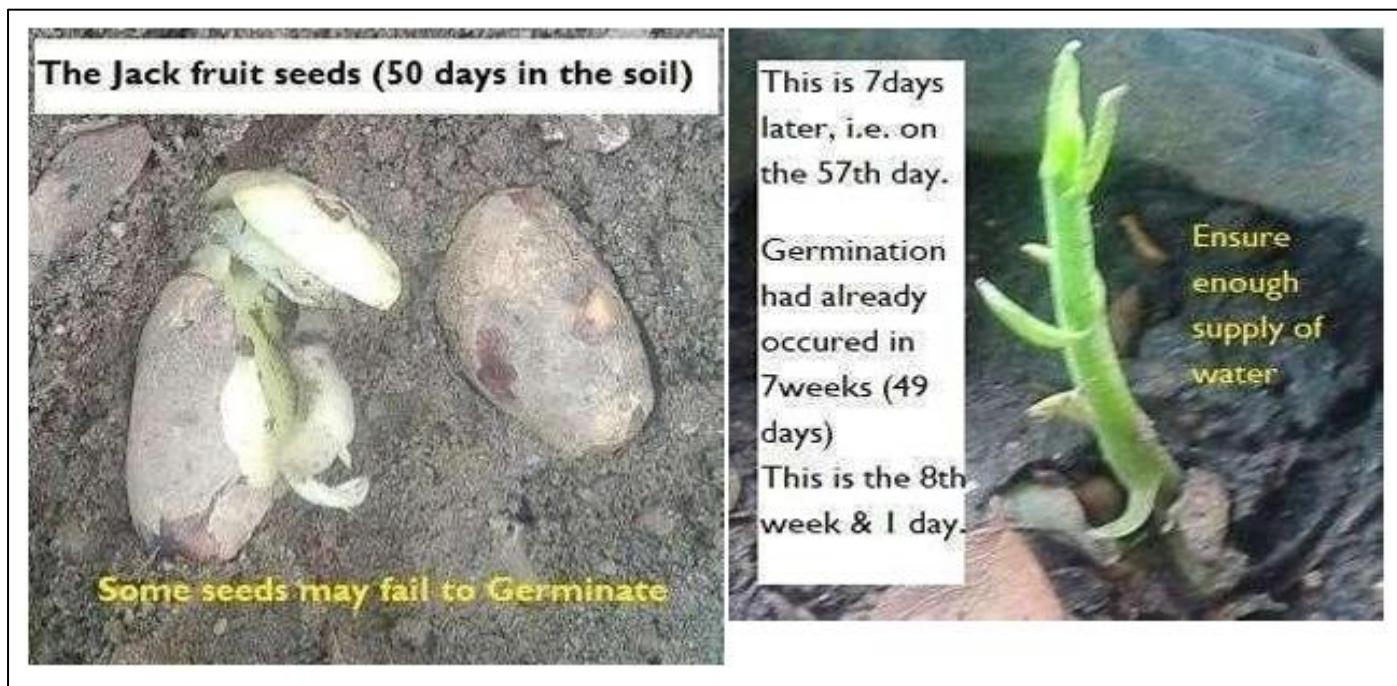 The Jack fruit seeds (50 days in the soil)
Some seeds may fail to Germinate
This is 7days
later, i.e. on
the 57th day.
Germination
had already
occured in
7weeks (49
days)
This is the 8th
week & 1 day.
Ensure
enough
supply of
water